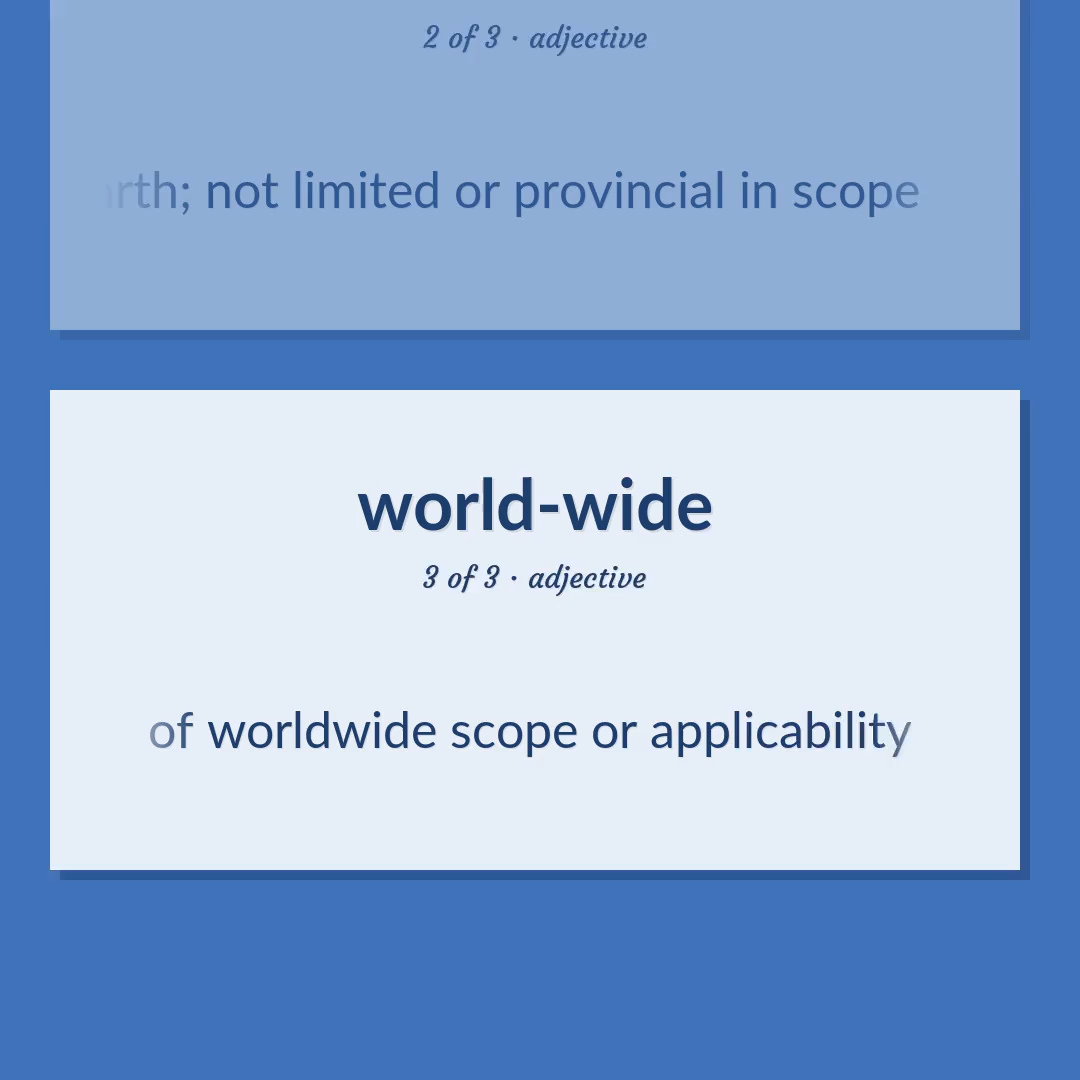 2 of 3 · adjective
; not limited or provincial in scope
world-wide
3 of 3 · adjective
of worldwide scope or applicability